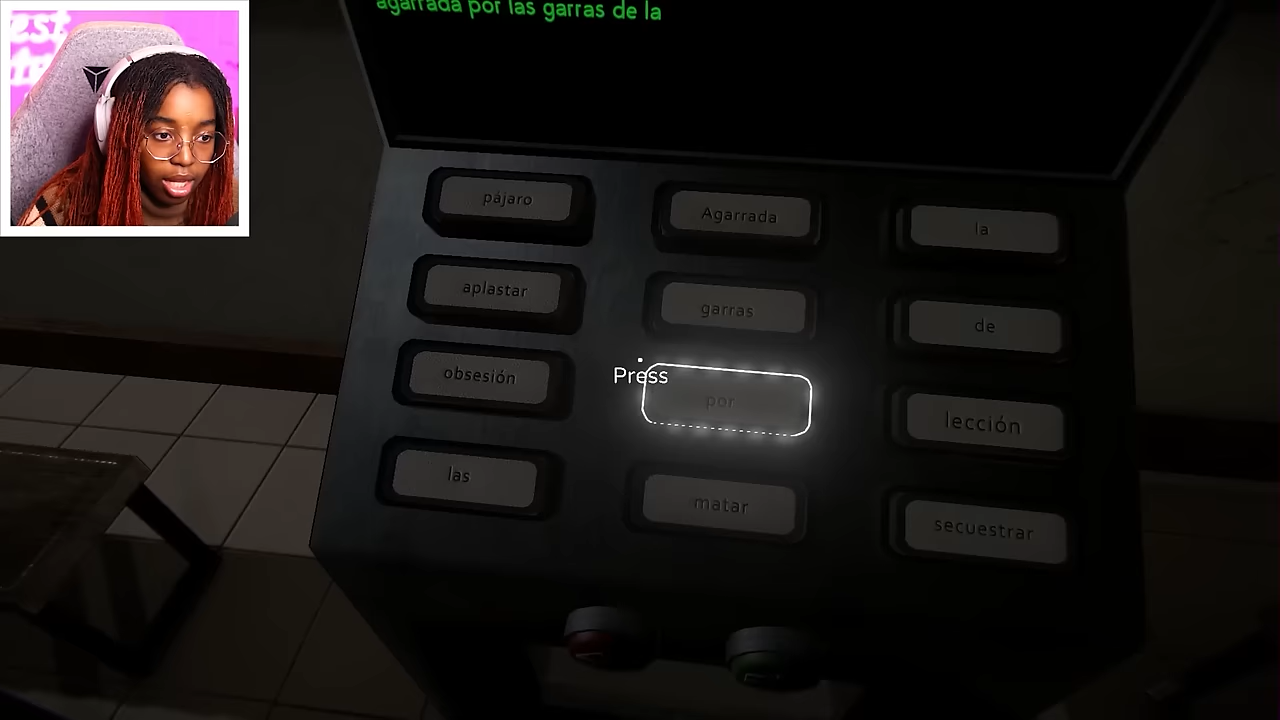 agarrada por las garras de la
pájaro
Agarrada
la
aplastar
garras
de
Press
obsesión
por
lección
las
matar
secuestrar